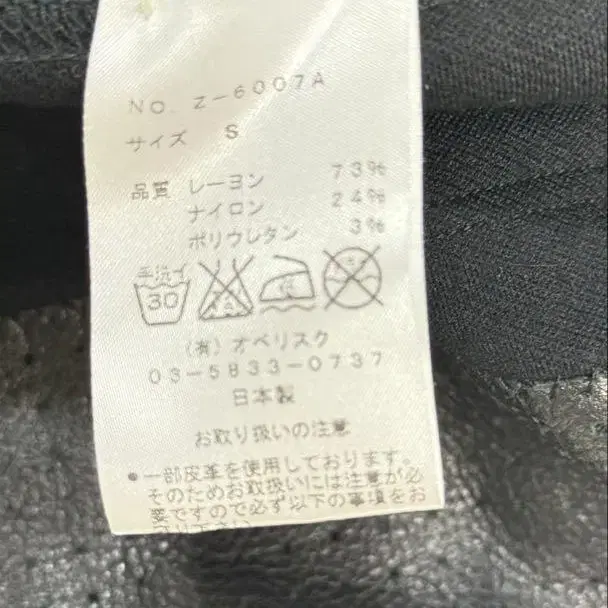 No. Z-6007A
サイズ S
品質 レーヨン 73%
ナイロン 24%
ポリウレタン 3%
手洗イ
30
(有)オベリスク
03-5833-0737
日本製
お取り扱いの注意
●一部皮革を使用しております。
そのためお取扱いには注意が必
要ですので必ず以下の事項をお